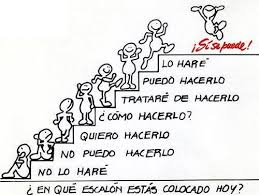 ¡Sí se puede!
LO HARÉ
PUEDO HACERLO
TRATARÉ DE HACERLO
¿CÓMO HACERLO?
QUIERO HACERLO
NO PUEDO HACERLO
NO LO HARÉ
¿EN QUÉ ESCALÓN ESTÁS COLOCADO HOY?